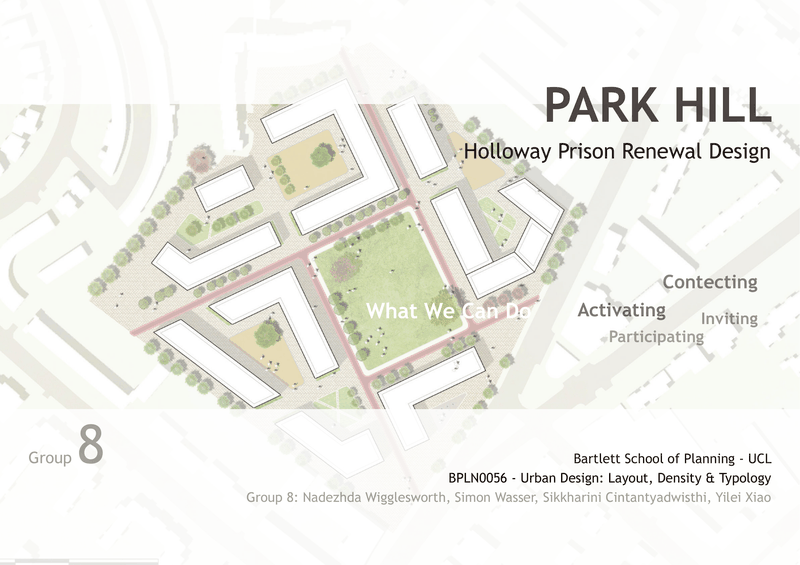 PARK HILL
Holloway Prison Renewal Design
Contecting
What We Can Do
Activating
Inviting
Participating
Group 8
Bartlett School of Planning - UCL
BPLN0056 - Urban Design: Layout, Density & Typology
Group 8: Nadezhda Wigglesworth, Simon Wasser, Sikkharini Cintantyadwisthi, Yilei Xiao